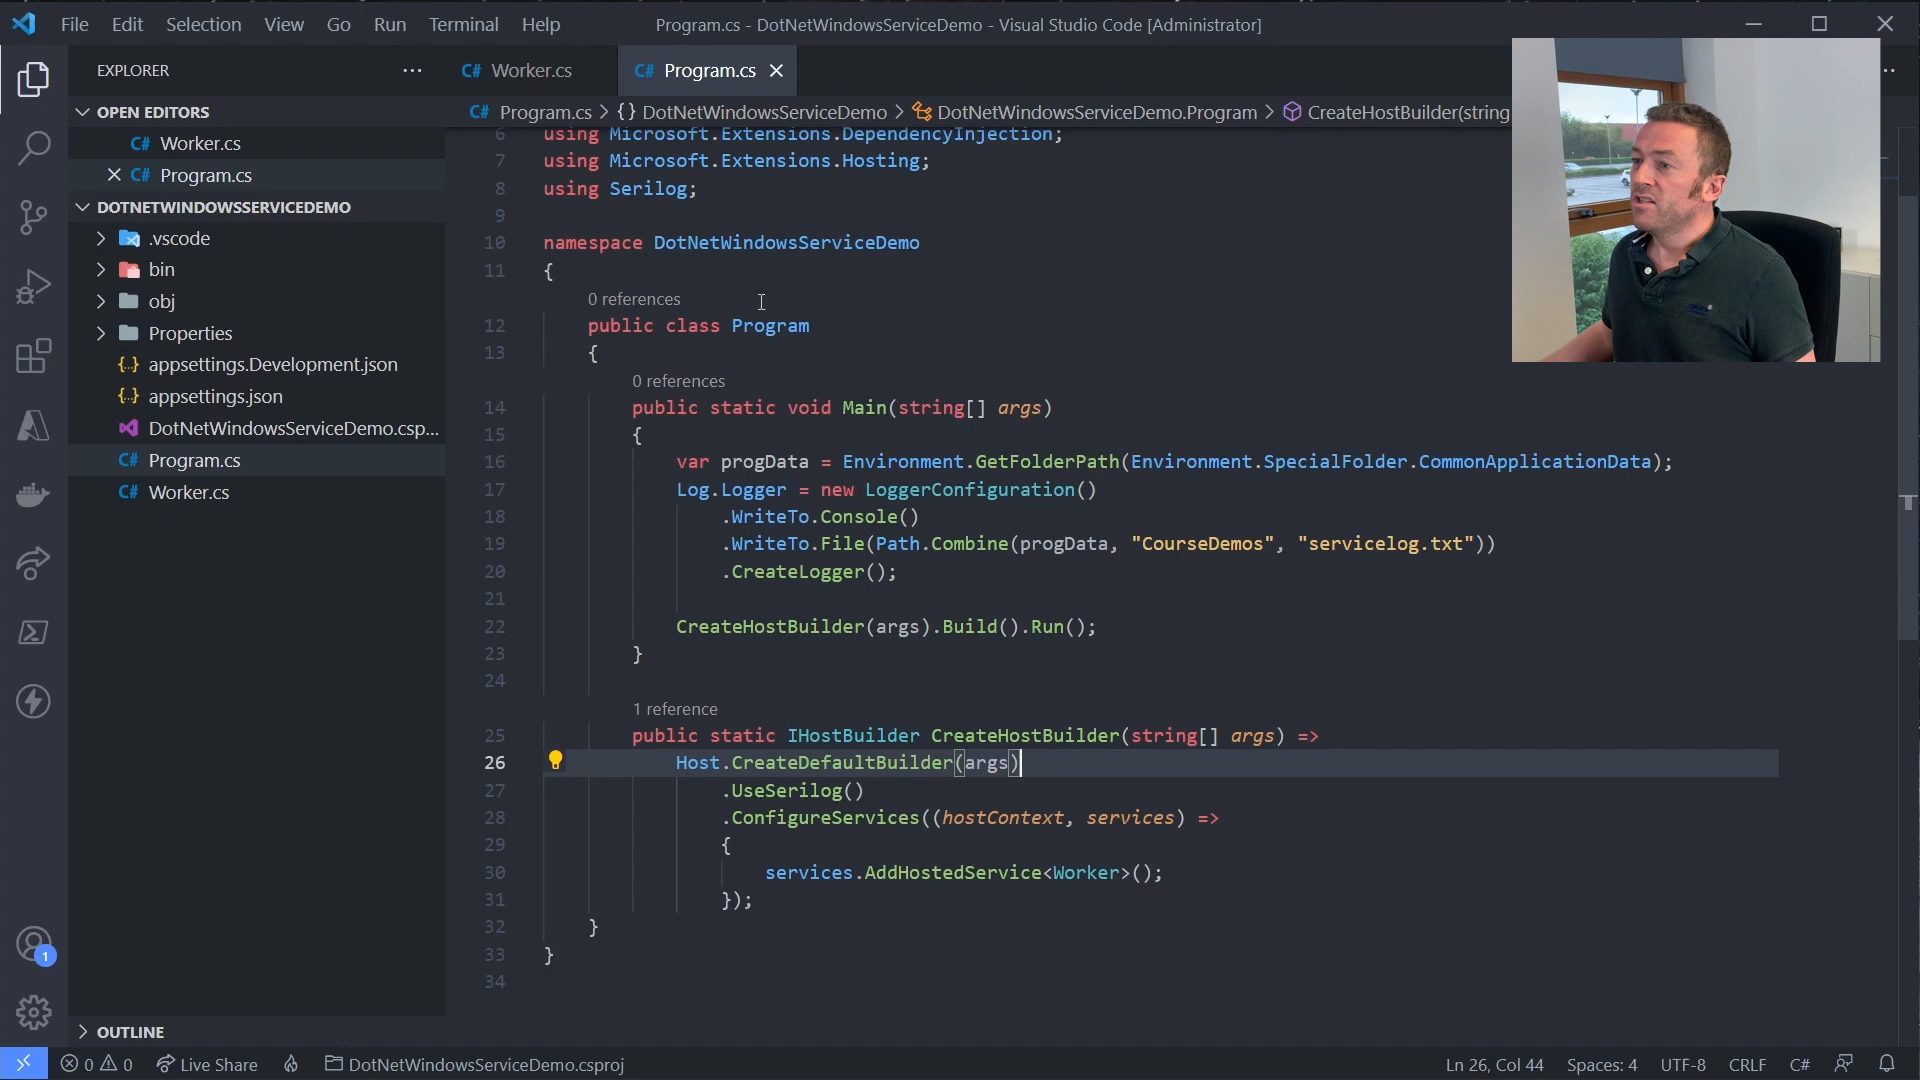 File Edit Selection View Go Run Terminal Help
Program.cs - DotNetWindowsServiceDemo - Visual Studio Code [Administrator]
EXPLORER
OPEN EDITORS
C# Worker.cs
C# Program.cs
DOTNETWINDOWSSERVICEDEMO
.vscode
bin
obj
Properties
{..} appsettings.Development.json
{..} appsettings.json
DotNetWindowsServiceDemo.csp...
C# Program.cs
C# Worker.cs
OUTLINE
C# Worker.cs
C# Program.cs
C# Program.cs > {} DotNetWindowsServiceDemo > DotNetWindowsServiceDemo.Program > CreateHostBuilder(string
6 using Microsoft.Extensions.DependencyInjection;
7 using Microsoft.Extensions.Hosting;
8 using Serilog;
9
10 namespace DotNetWindowsServiceDemo
11 {
0 references
12 public class Program
13 {
0 references
14 public static void Main(string[] args)
15 {
16 var progData = Environment.GetFolderPath(Environment.SpecialFolder.CommonApplicationData);
17 Log.Logger = new LoggerConfiguration()
18 .WriteTo.Console()
19 .WriteTo.File(Path.Combine(progData, "CourseDemos", "servicelog.txt"))
20 .CreateLogger();
21
22 CreateHostBuilder(args).Build().Run();
23 }
24
1 reference
25 public static IHostBuilder CreateHostBuilder(string[] args) =>
26 Host.CreateDefaultBuilder(args)
27 .UseSerilog()
28 .ConfigureServices((hostContext, services) =>
29 {
30 services.AddHostedService<Worker>();
31 });
32 }
33 }
34
1
0 0 Live Share DotNetWindowsServiceDemo.csproj
Ln 26, Col 44 Spaces: 4 UTF-8 CRLF C#